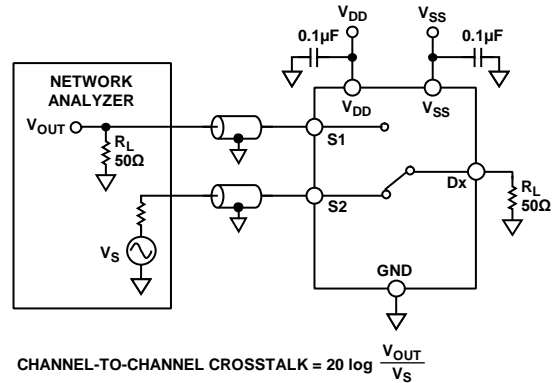 V_DD
V_SS
0.1µF
0.1µF
NETWORK
ANALYZER
V_DD
V_SS
V_OUT
R_L
50Ω
S1
S2
Dx
R_L
50Ω
V_S
GND
CHANNEL-TO-CHANNEL CROSSTALK = 20 log V_OUT / V_S